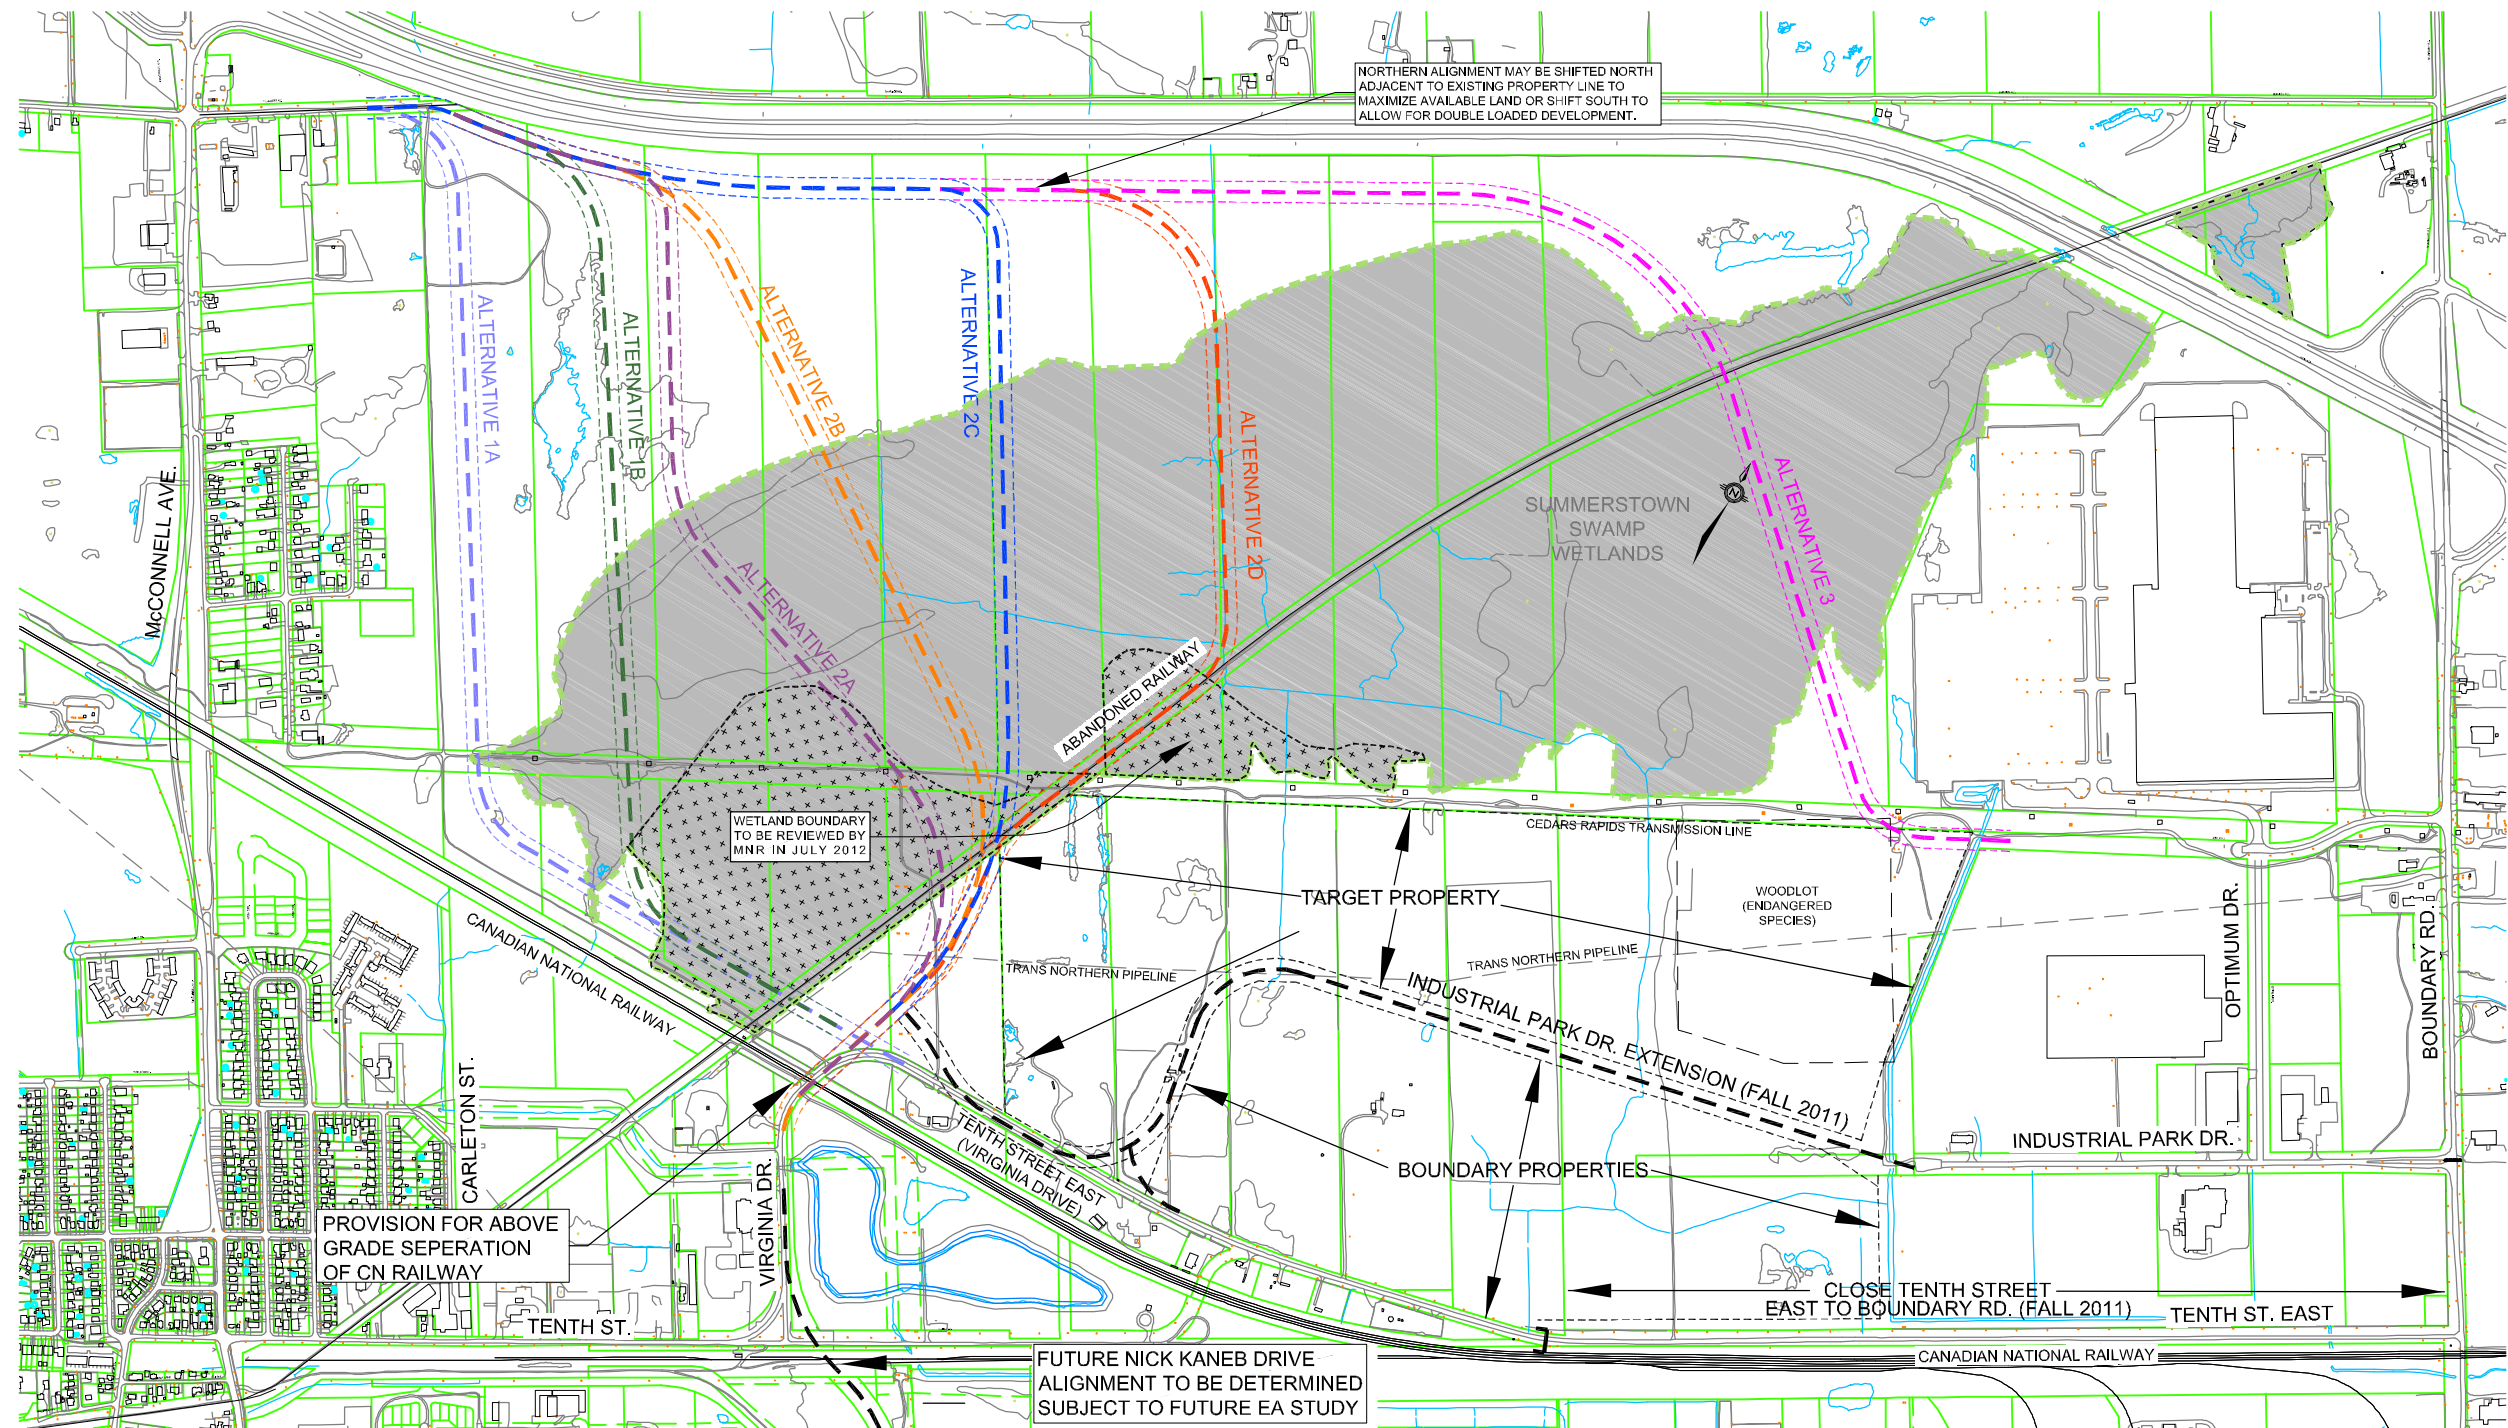 NORTHERN ALIGNMENT MAY BE SHIFTED NORTH
ADJACENT TO EXISTING PROPERTY LINE TO
MAXIMIZE AVAILABLE LAND OR SHIFT SOUTH TO
ALLOW FOR DOUBLE LOADED DEVELOPMENT.
ALTERNATIVE 1A
ALTERNATIVE 1B
ALTERNATIVE 2B
ALTERNATIVE 2C
ALTERNATIVE 2D
ALTERNATIVE 3
ALTERNATIVE 2A
McCONNELL AVE.
SUMMERSTOWN
SWAMP
WETLANDS
N
ABANDONED RAILWAY
WETLAND BOUNDARY
TO BE REVIEWED BY
MNR IN JULY 2012
CEDARS RAPIDS TRANSMISSION LINE
TARGET PROPERTY
WOODLOT
(ENDANGERED
SPECIES)
CANADIAN NATIONAL RAILWAY
TRANS NORTHERN PIPELINE
TRANS NORTHERN PIPELINE
INDUSTRIAL PARK DR. EXTENSION (FALL 2011)
OPTIMUM DR.
BOUNDARY RD.
CARLETON ST.
TENTH STREET EAST
(VIRIGINIA DRIVE)
INDUSTRIAL PARK DR.
BOUNDARY PROPERTIES
VIRGINIA DR.
PROVISION FOR ABOVE
GRADE SEPERATION
OF CN RAILWAY
CLOSE TENTH STREET
EAST TO BOUNDARY RD. (FALL 2011)
TENTH ST. EAST
TENTH ST.
CANADIAN NATIONAL RAILWAY
FUTURE NICK KANEB DRIVE
ALIGNMENT TO BE DETERMINED
SUBJECT TO FUTURE EA STUDY